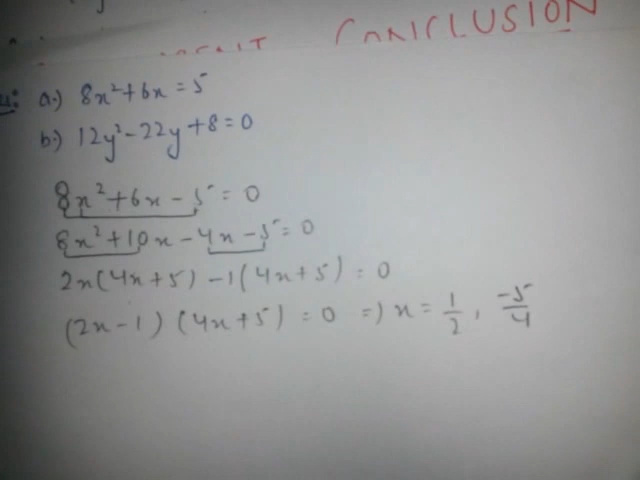 CONCLUSION
a.) 8x²+6x=5
b.) 12y²-22y+8=0
8x²+6x-5=0
8x²+10x-4x-5=0
2x(4x+5)-1(4x+5)=0
(2x-1)(4x+5)=0 => x=1/2, -5/4